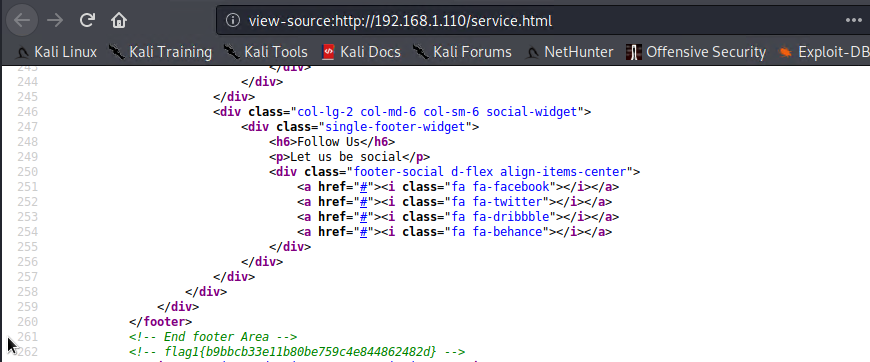 view-source:http://192.168.1.110/service.html
Kali Linux Kali Training Kali Tools Kali Docs Kali Forums NetHunter Offensive Security Exploit-DB
243 </div>
244 </div>
245 </div>
246 <div class="col-lg-2 col-md-6 col-sm-6 social-widget">
247 <div class="single-footer-widget">
248 <h6>Follow Us</h6>
249 <p>Let us be social</p>
250 <div class="footer-social d-flex align-items-center">
251 <a href="#"><i class="fa fa-facebook"></i></a>
252 <a href="#"><i class="fa fa-twitter"></i></a>
253 <a href="#"><i class="fa fa-dribbble"></i></a>
254 <a href="#"><i class="fa fa-behance"></i></a>
255 </div>
256 </div>
257 </div>
258 </div>
259 </div>
260 </footer>
261 <!-- End footer Area -->
262 <!-- flag1{b9bbcb33e11b80be759c4e844862482d} -->